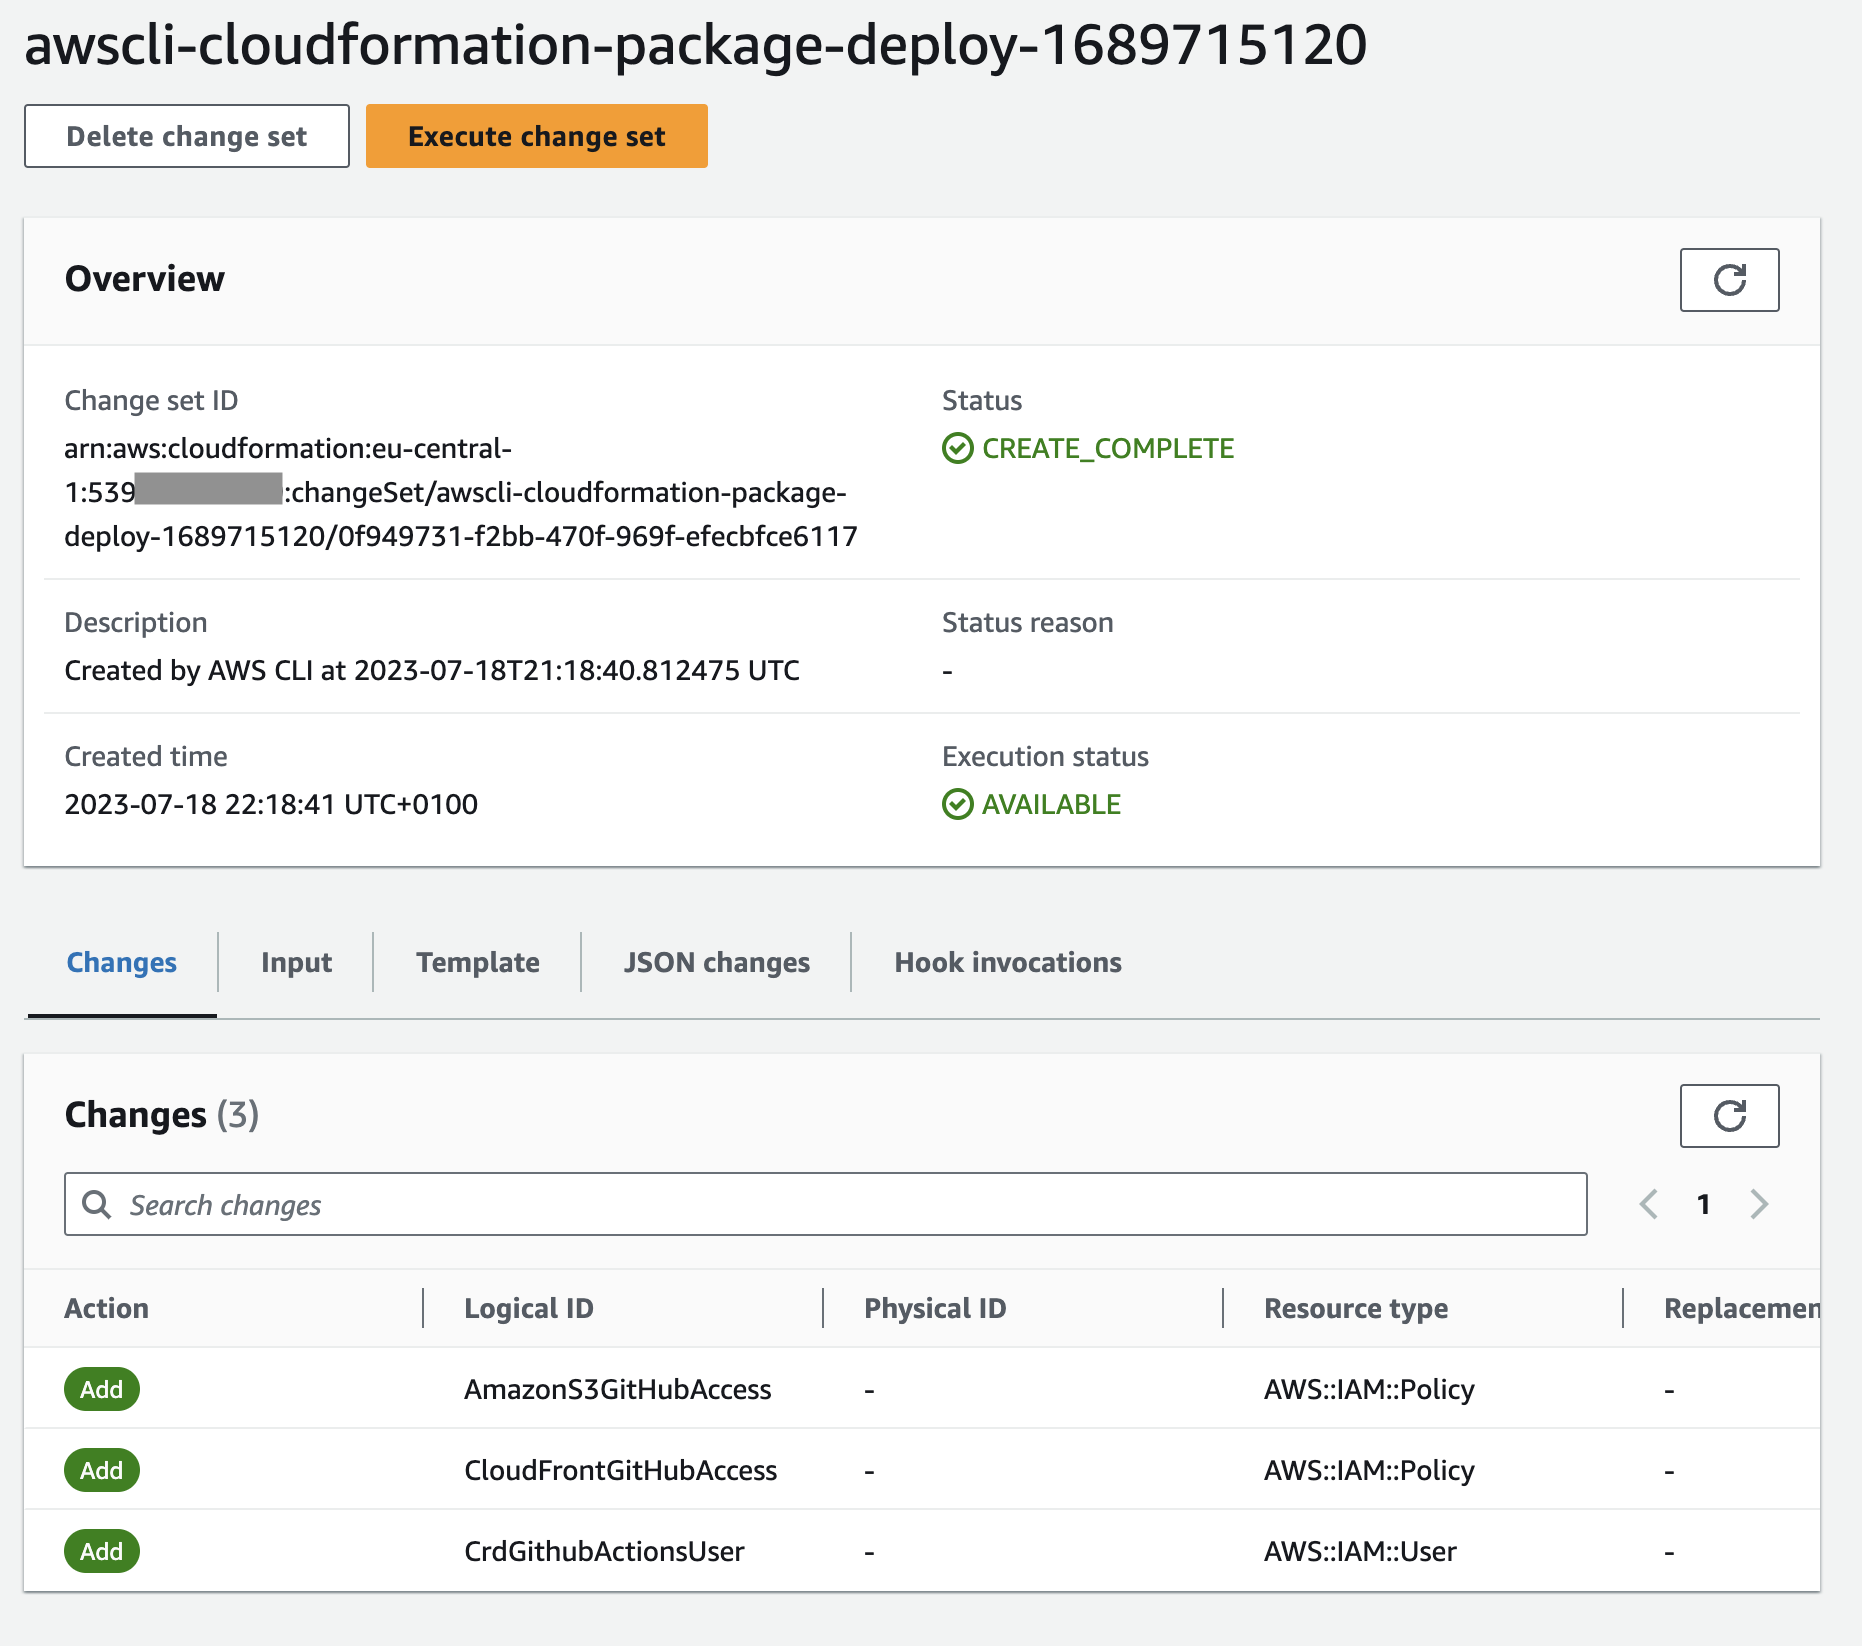 awscli-cloudformation-package-deploy-1689715120
Delete change set
Execute change set
Overview
Change set ID
arn:aws:cloudformation:eu-central-
1:539 :changeSet/awscli-cloudformation-package-
deploy-1689715120/0f949731-f2bb-470f-969f-efecbfce6117
Status
CREATE_COMPLETE
Description
Created by AWS CLI at 2023-07-18T21:18:40.812475 UTC
Status reason
-
Created time
2023-07-18 22:18:41 UTC+0100
Execution status
AVAILABLE
Changes Input Template JSON changes Hook invocations
Changes (3)
Search changes
1
Action Logical ID Physical ID Resource type Replacemen
Add AmazonS3GitHubAccess - AWS::IAM::Policy -
Add CloudFrontGitHubAccess - AWS::IAM::Policy -
Add CrdGithubActionsUser - AWS::IAM::User -